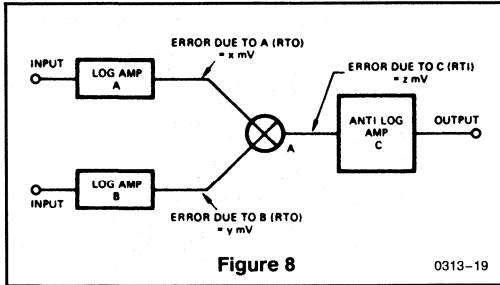 ERROR DUE TO A (RTO)
= x mV
ERROR DUE TO C (RTI)
= z mV
INPUT
LOG AMP
A
A
ANTI LOG
AMP
C
OUTPUT
LOG AMP
B
INPUT
ERROR DUE TO B (RTO)
= y mV
Figure 8
0313–19